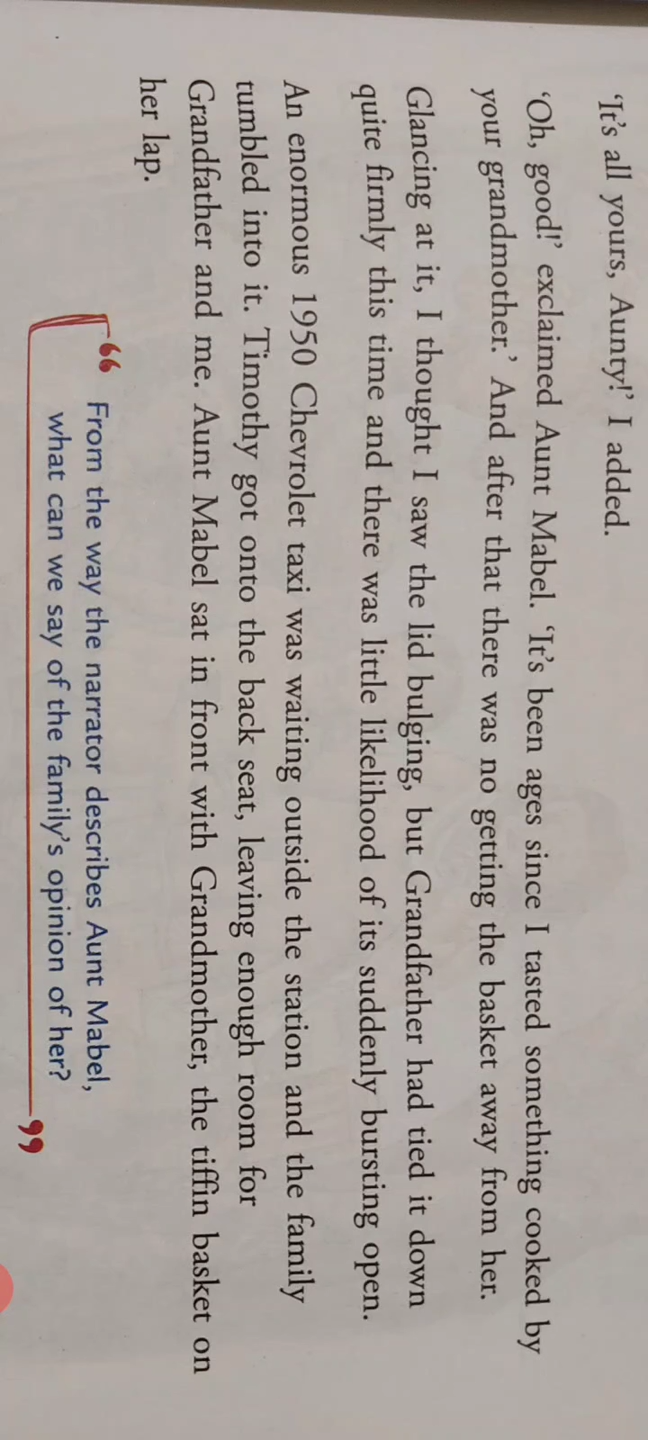 ‘It’s all yours, Aunty!’ I added.
‘Oh, good!’ exclaimed Aunt Mabel. ‘It’s been ages since I tasted something cooked by
your grandmother.’ And after that there was no getting the basket away from her.
Glancing at it, I thought I saw the lid bulging, but Grandfather had tied it down
quite firmly this time and there was little likelihood of its suddenly bursting open.
An enormous 1950 Chevrolet taxi was waiting outside the station and the family
tumbled into it. Timothy got onto the back seat, leaving enough room for
Grandfather and me. Aunt Mabel sat in front with Grandmother, the tiffin basket on
her lap.
“ From the way the narrator describes Aunt Mabel,
what can we say of the family’s opinion of her? ”